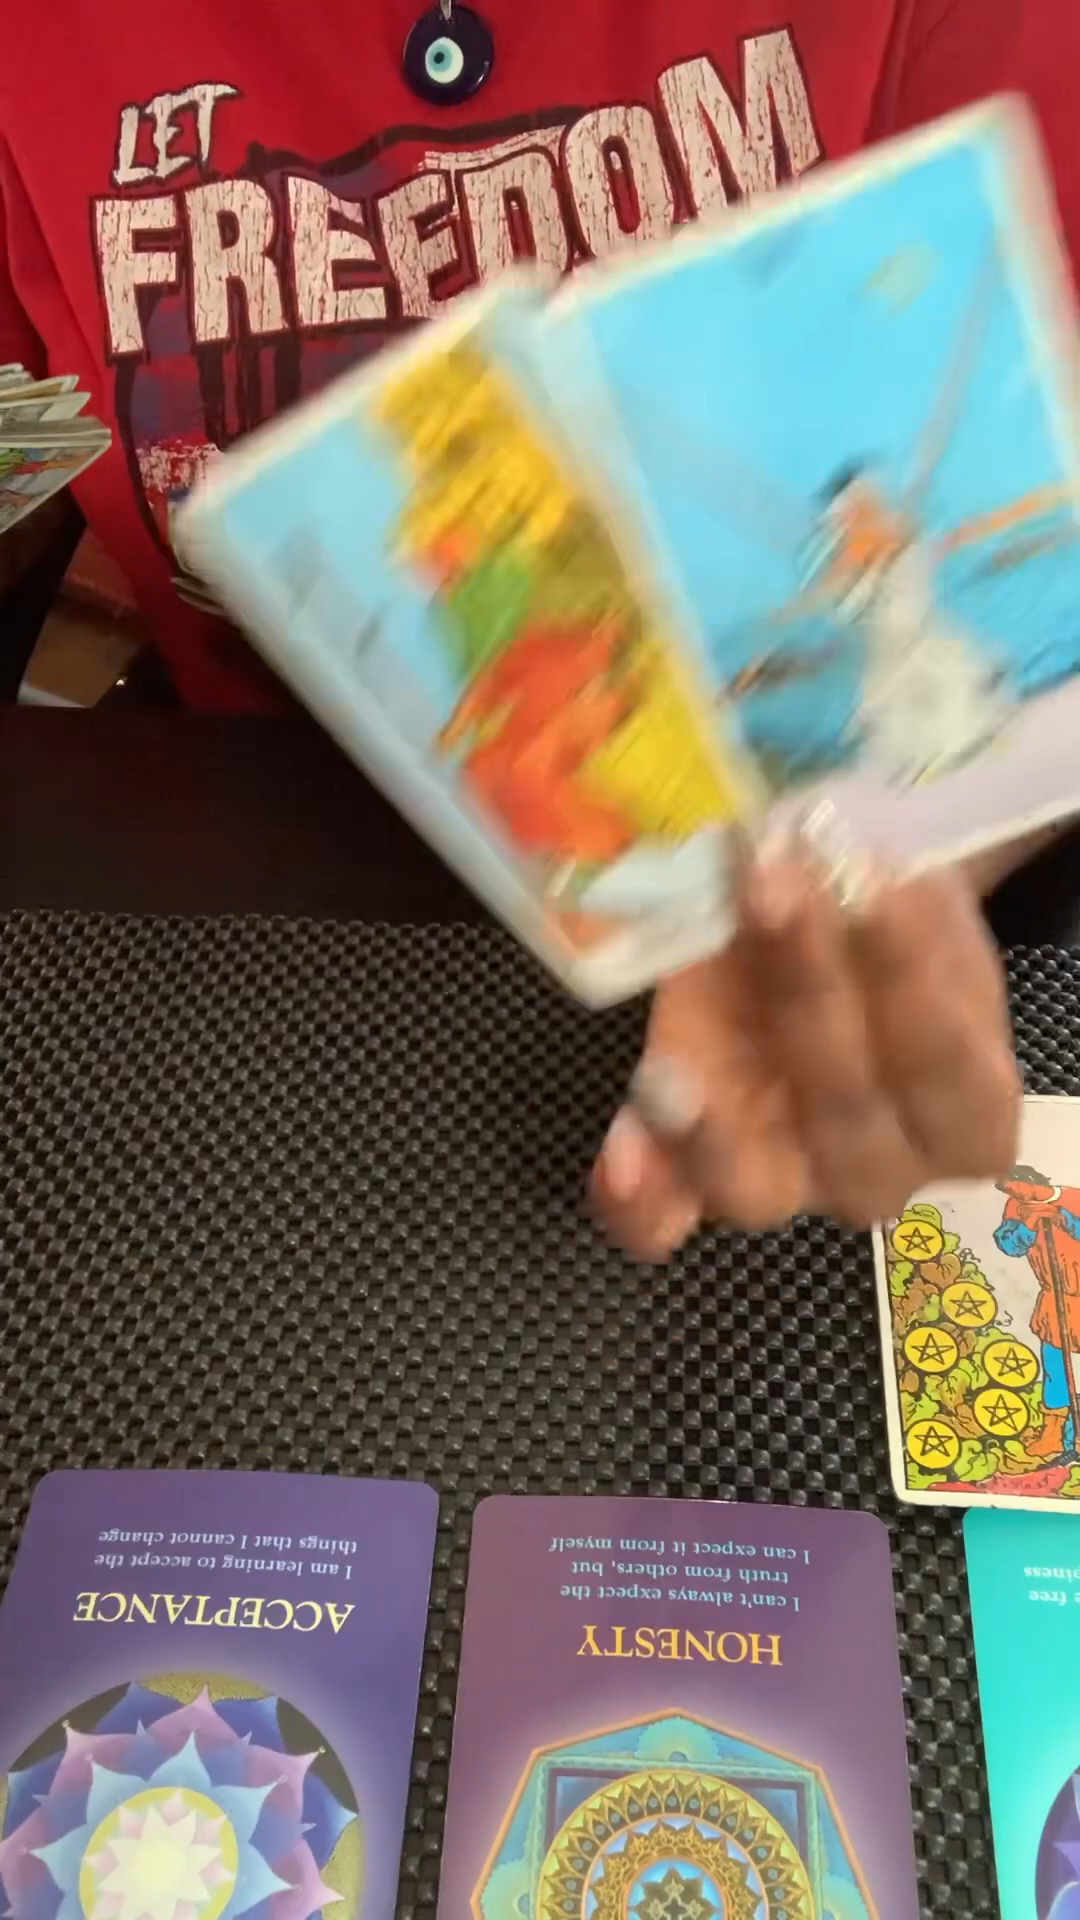 LET
FREEDOM
I am learning to accept the
things that I cannot change
ACCEPTANCE
I can't always expect the
truth from others, but
I can expect it from myself
HONESTY
free